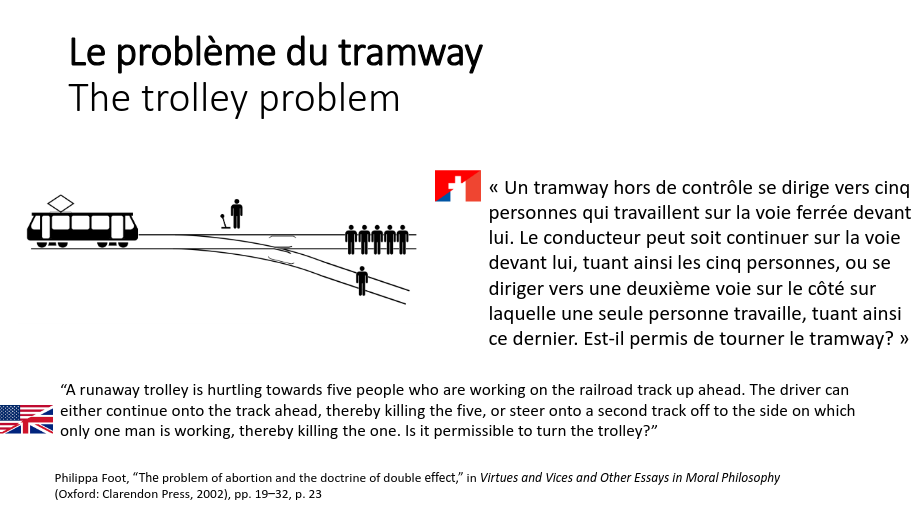 Le problème du tramway
The trolley problem
« Un tramway hors de contrôle se dirige vers cinq
personnes qui travaillent sur la voie ferrée devant
lui. Le conducteur peut soit continuer sur la voie
devant lui, tuant ainsi les cinq personnes, ou se
diriger vers une deuxième voie sur le côté sur
laquelle une seule personne travaille, tuant ainsi
ce dernier. Est-il permis de tourner le tramway? »
“A runaway trolley is hurtling towards five people who are working on the railroad track up ahead. The driver can
either continue onto the track ahead, thereby killing the five, or steer onto a second track off to the side on which
only one man is working, thereby killing the one. Is it permissible to turn the trolley?”
Philippa Foot, “The problem of abortion and the doctrine of double effect,” in Virtues and Vices and Other Essays in Moral Philosophy
(Oxford: Clarendon Press, 2002), pp. 19–32, p. 23